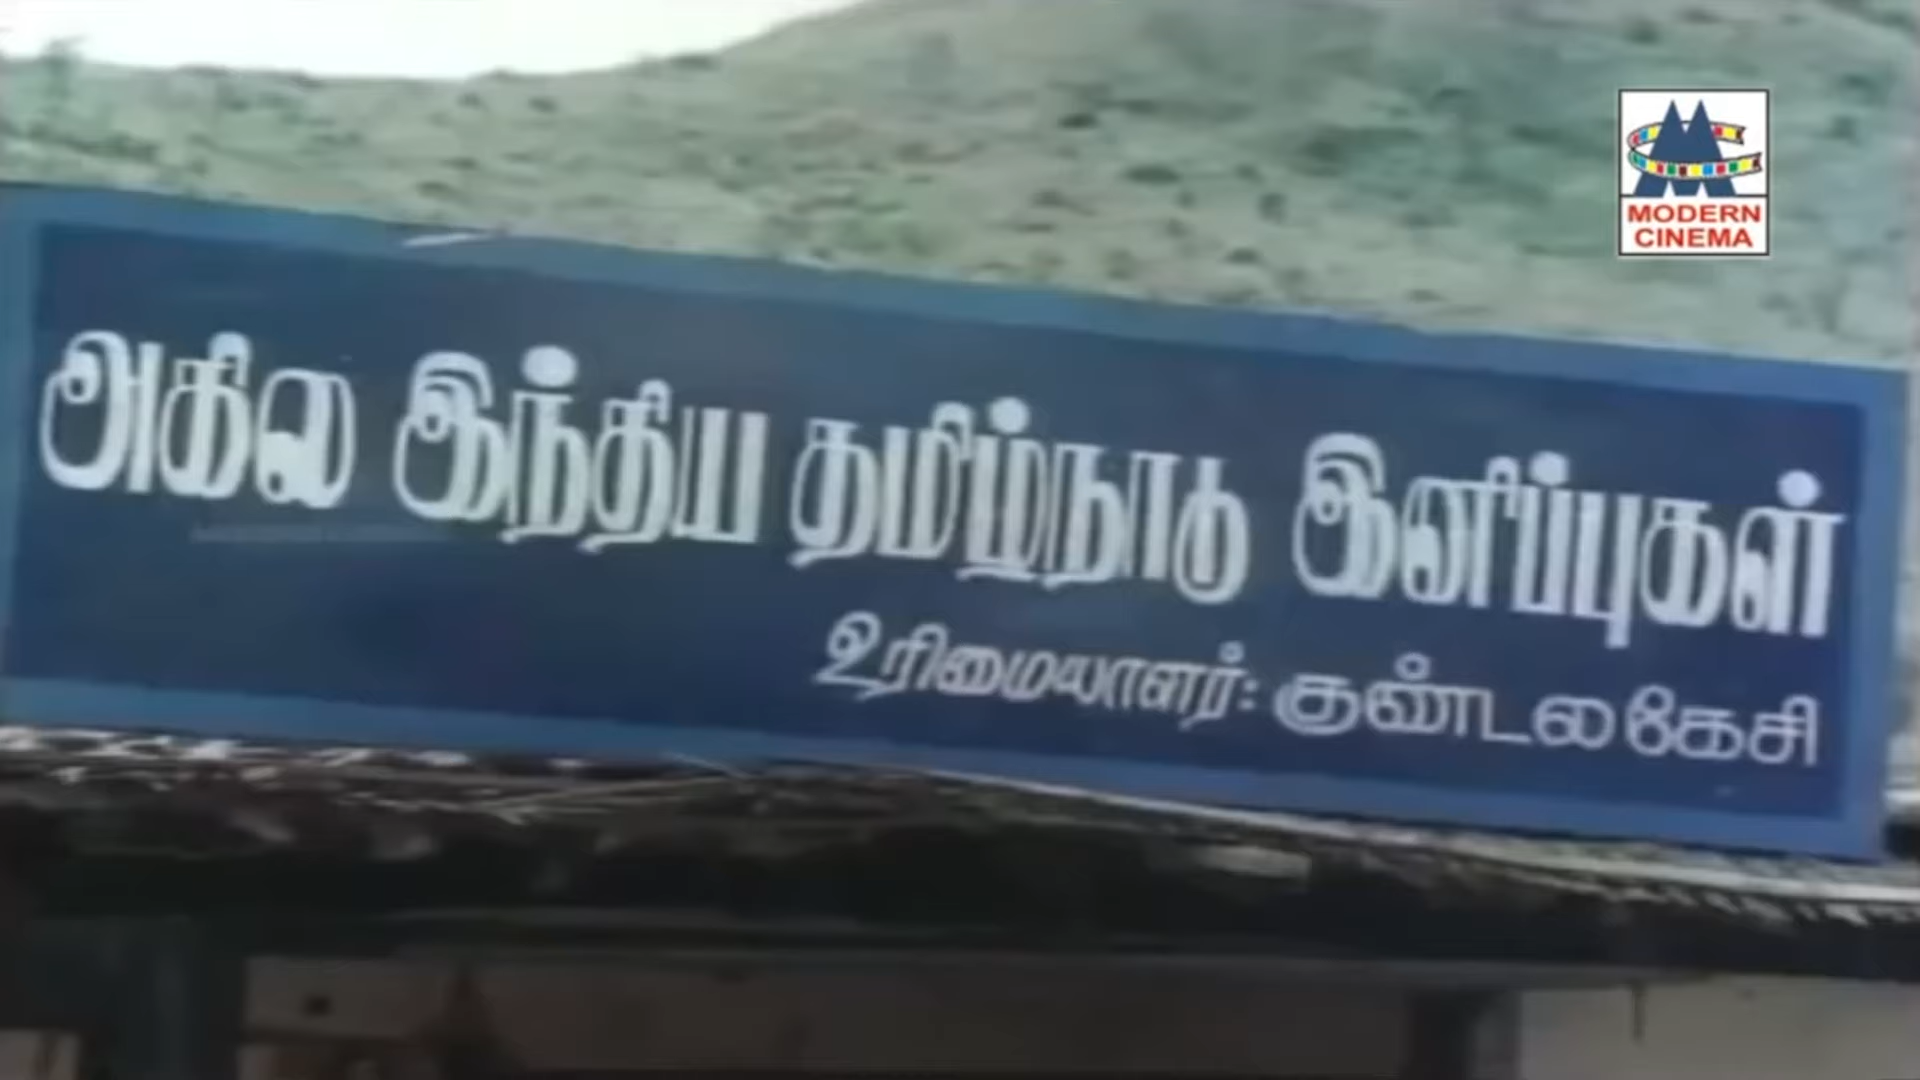 அகில இந்திய தமிழ்நாடு இனிப்புகள்
உரிமையாளர்: குண்டலகேசி
MODERN
CINEMA